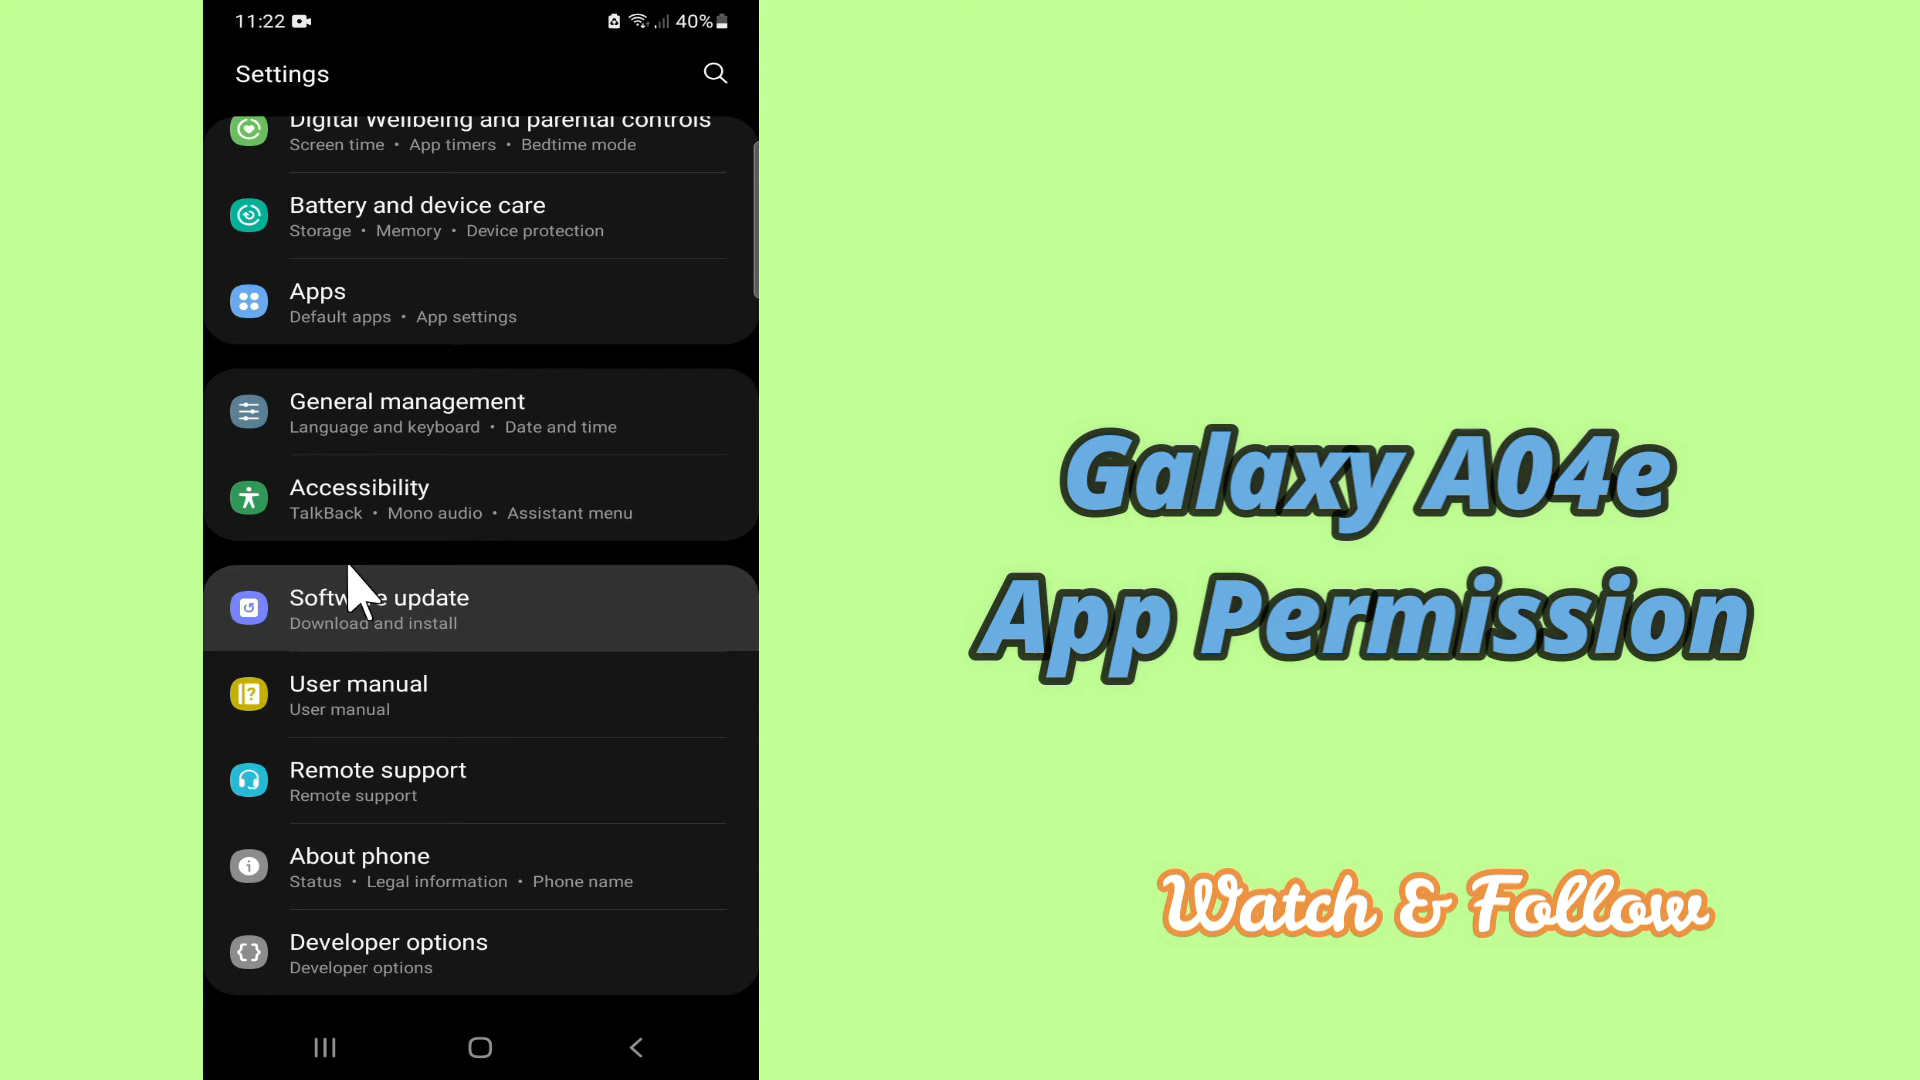 11:22
40%
Settings
Digital Wellbeing and parental controls
Screen time • App timers • Bedtime mode
Battery and device care
Storage • Memory • Device protection
Apps
Default apps • App settings
General management
Language and keyboard • Date and time
Accessibility
TalkBack • Mono audio • Assistant menu
Software update
Download and install
User manual
User manual
Remote support
Remote support
About phone
Status • Legal information • Phone name
Developer options
Developer options
Galaxy A04e
App Permission
Watch & Follow